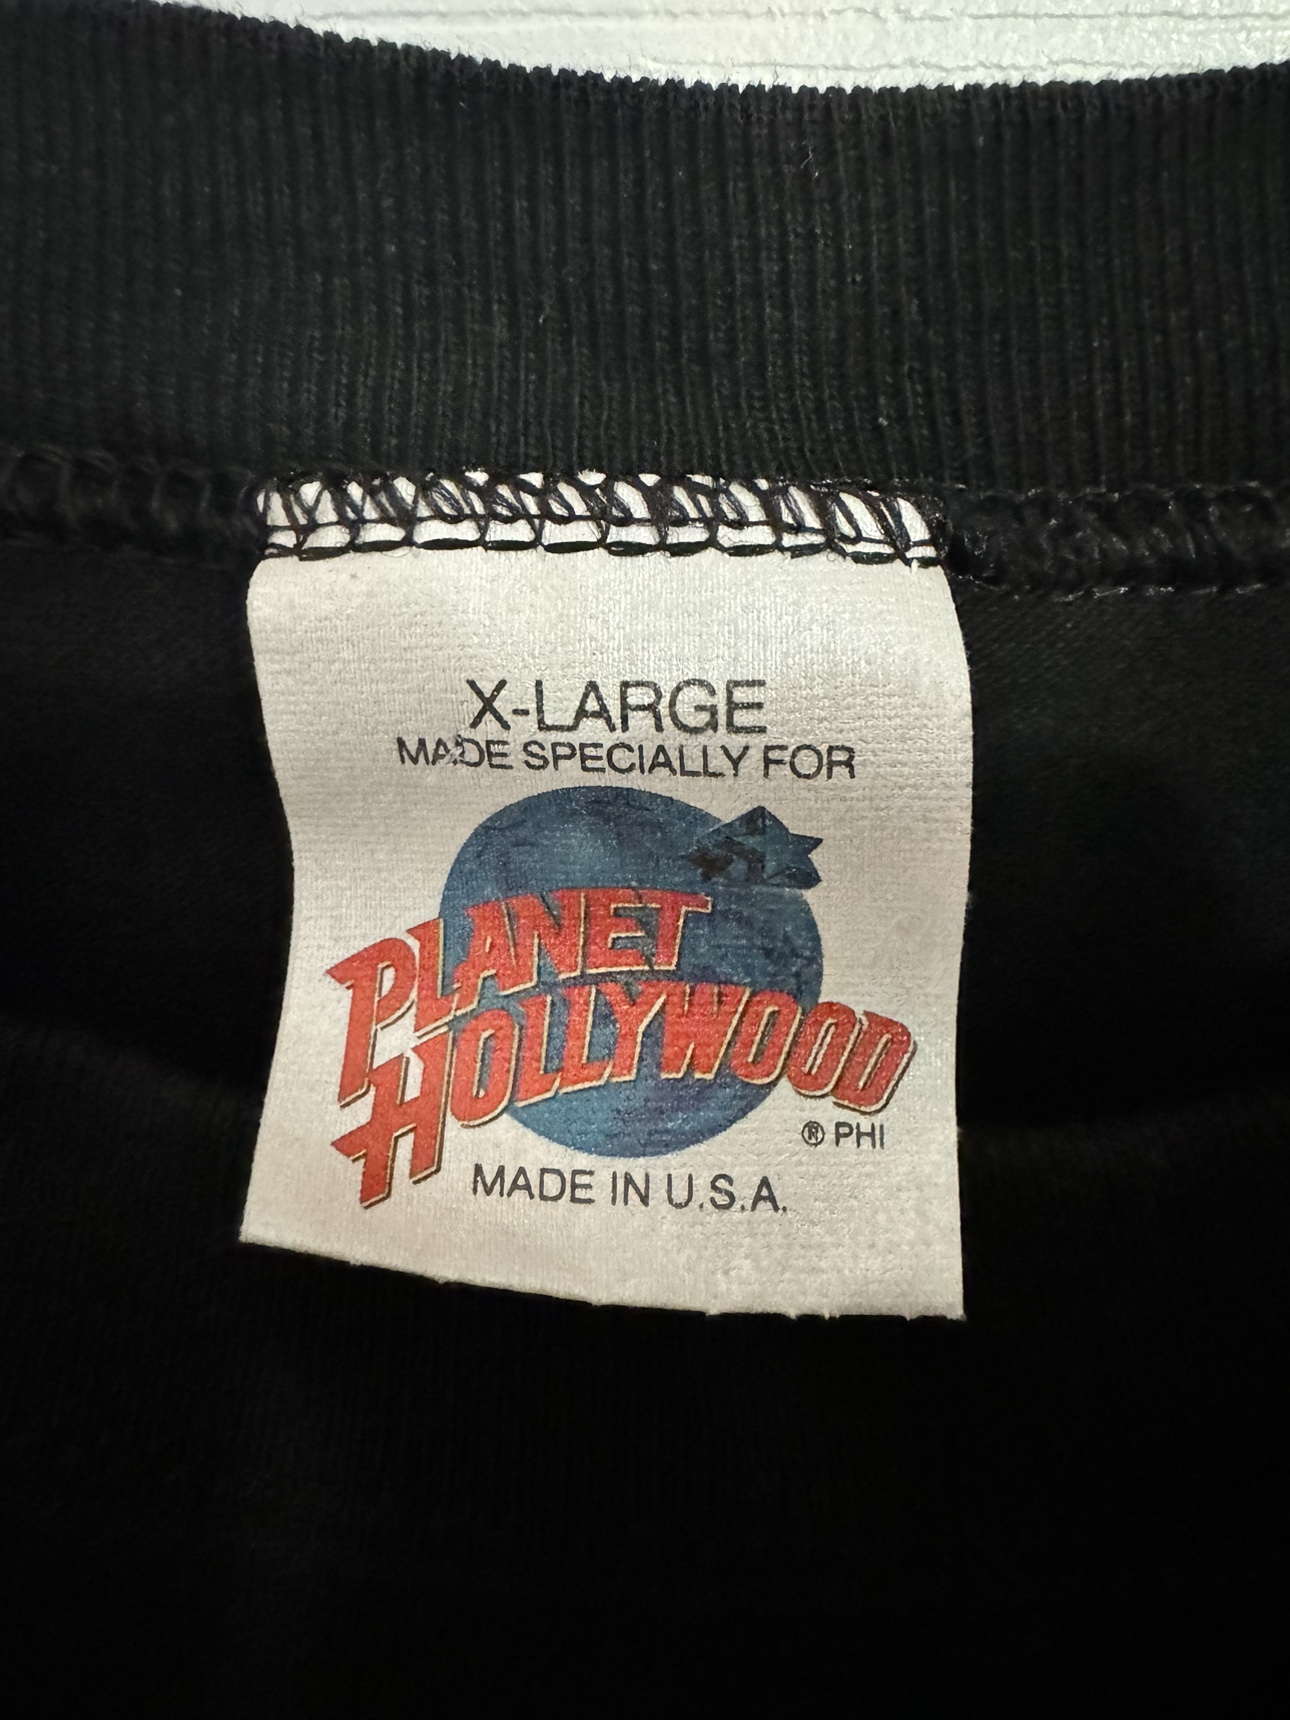 X-LARGE
MADE SPECIALLY FOR
PLANET
HOLLYWOOD
® PHI
MADE IN U.S.A.